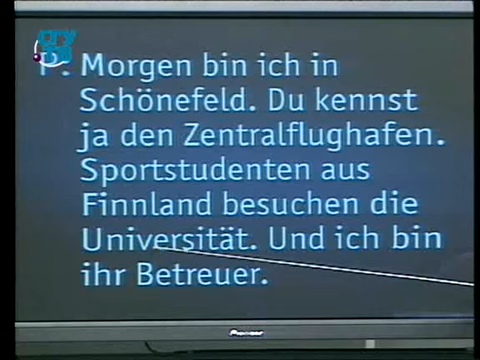 P. Morgen bin ich in
Schönefeld. Du kennst
ja den Zentralflughafen.
Sportstudenten aus
Finnland besuchen die
Universität. Und ich bin
ihr Betreuer.
Pioneer